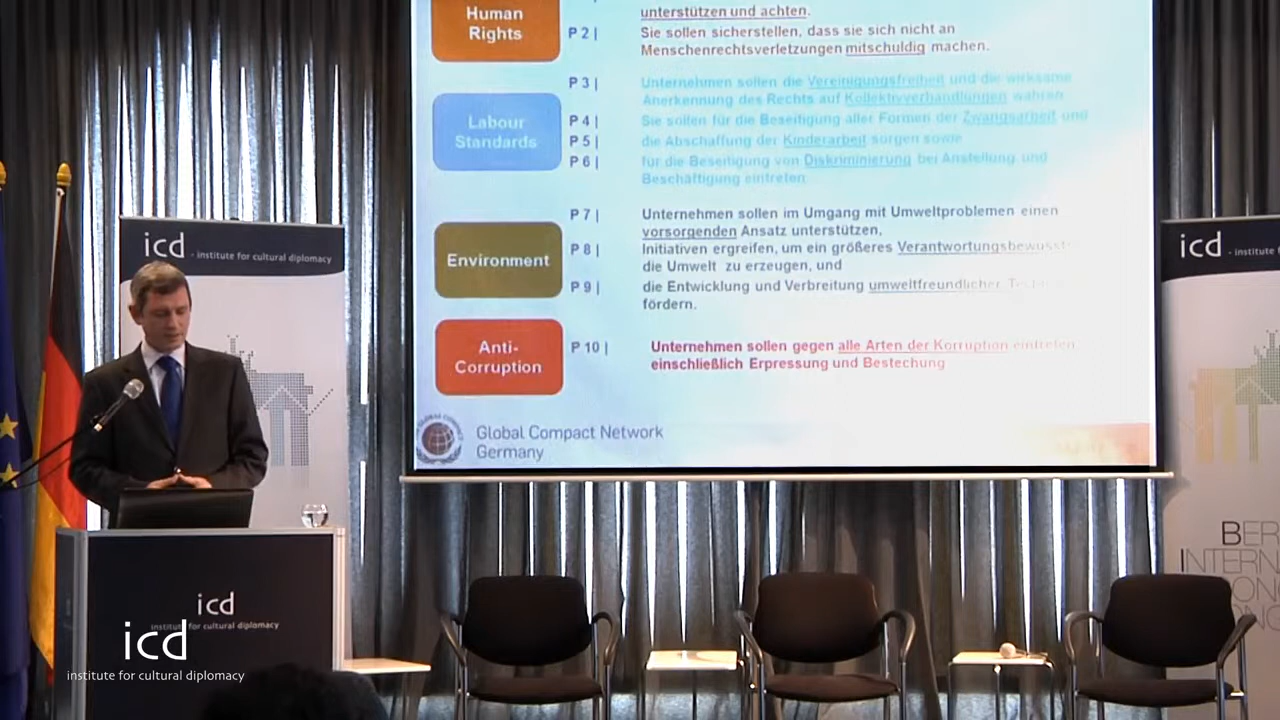 Human
Rights
unterstützen und achten.
P 2 |
Sie sollen sicherstellen, dass sie sich nicht an
Menschenrechtsverletzungen mitschuldig machen.
Labour
Standards
P 3 |
Unternehmen sollen die Vereinigungsfreiheit und die wirksame
Anerkennung des Rechts auf Kollektivverhandlungen wahren
P 4 |
Sie sollen für die Beseitigung aller Formen der Zwangsarbeit und
P 5 |
die Abschaffung der Kinderarbeit sorgen sowie
P 6 |
für die Beseitigung von Diskriminierung bei Anstellung und
Beschäftigung eintreten.
Environment
P 7 |
Unternehmen sollen im Umgang mit Umweltproblemen einen
vorsorgenden Ansatz unterstützen,
P 8 |
Initiativen ergreifen, um ein größeres
die Umwelt zu erzeugen, und
P 9 |
die Entwicklung und Verbreitung umweltfreundlicher
fördern.
Anti-
Corruption
P 10 |
Unternehmen sollen gegen alle Arten der Korruption eintreten
einschließlich Erpressung und Bestechung
Global Compact Network
Germany
icd - institute for cultural diplomacy
icd - institute f
BER
INTERNA
icd
institute for cultural diplomacy
icd
institute for cultural diplomacy